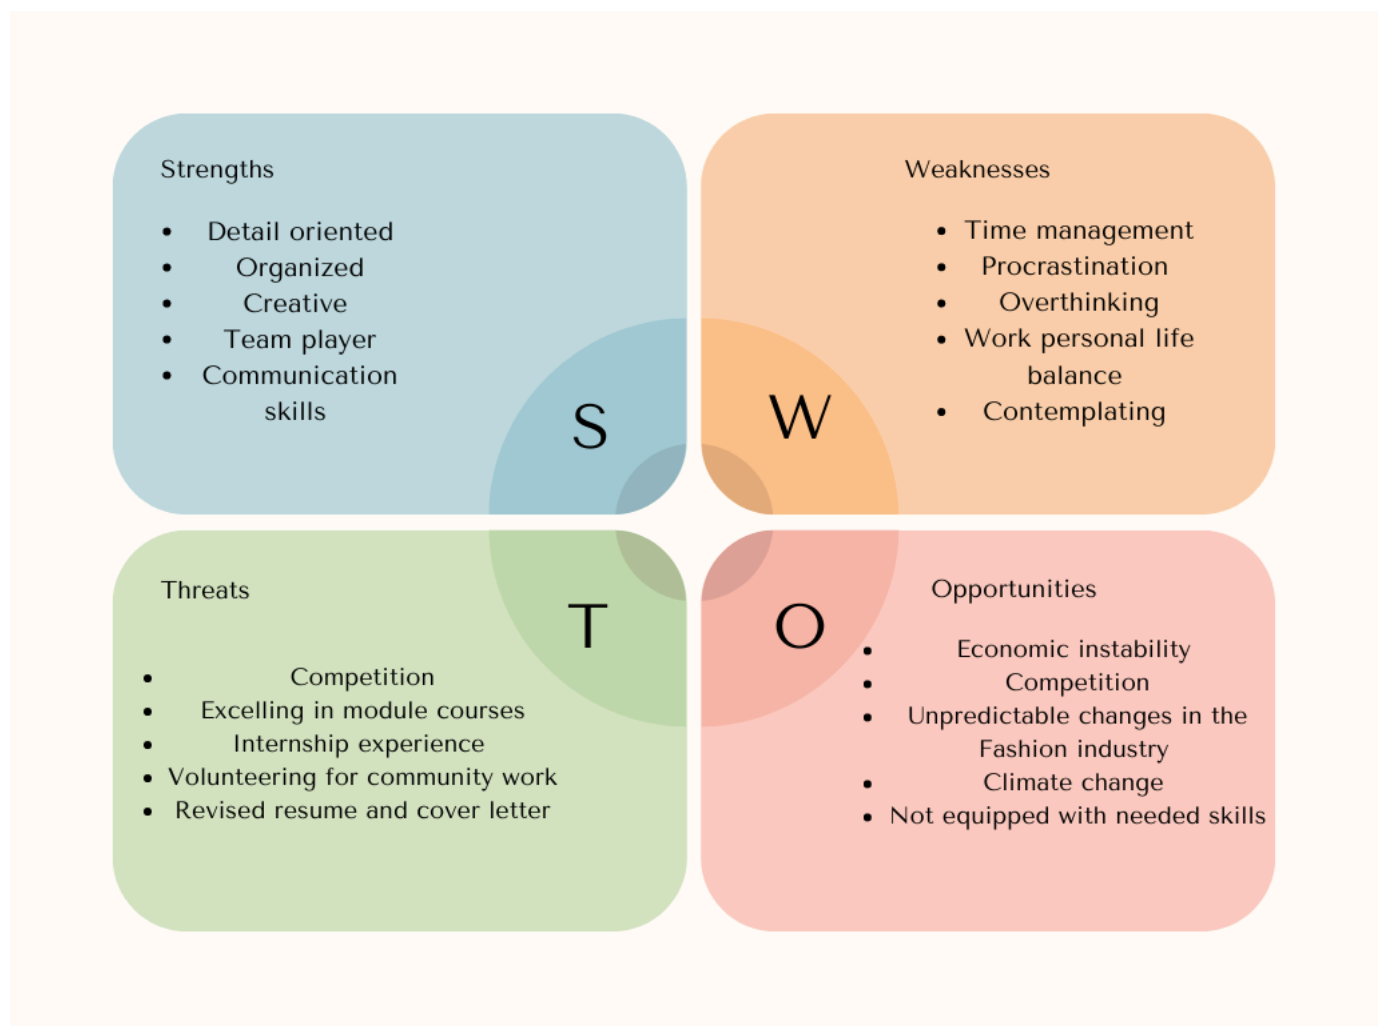 Strengths
• Detail oriented
• Organized
• Creative
• Team player
• Communication
skills
S
Weaknesses
• Time management
• Procrastination
• Overthinking
• Work personal life
balance
• Contemplating
W
Threats
• Competition
• Excelling in module courses
• Internship experience
• Volunteering for community work
• Revised resume and cover letter
T
Opportunities
• Economic instability
• Competition
• Unpredictable changes in the
Fashion industry
• Climate change
• Not equipped with needed skills
O